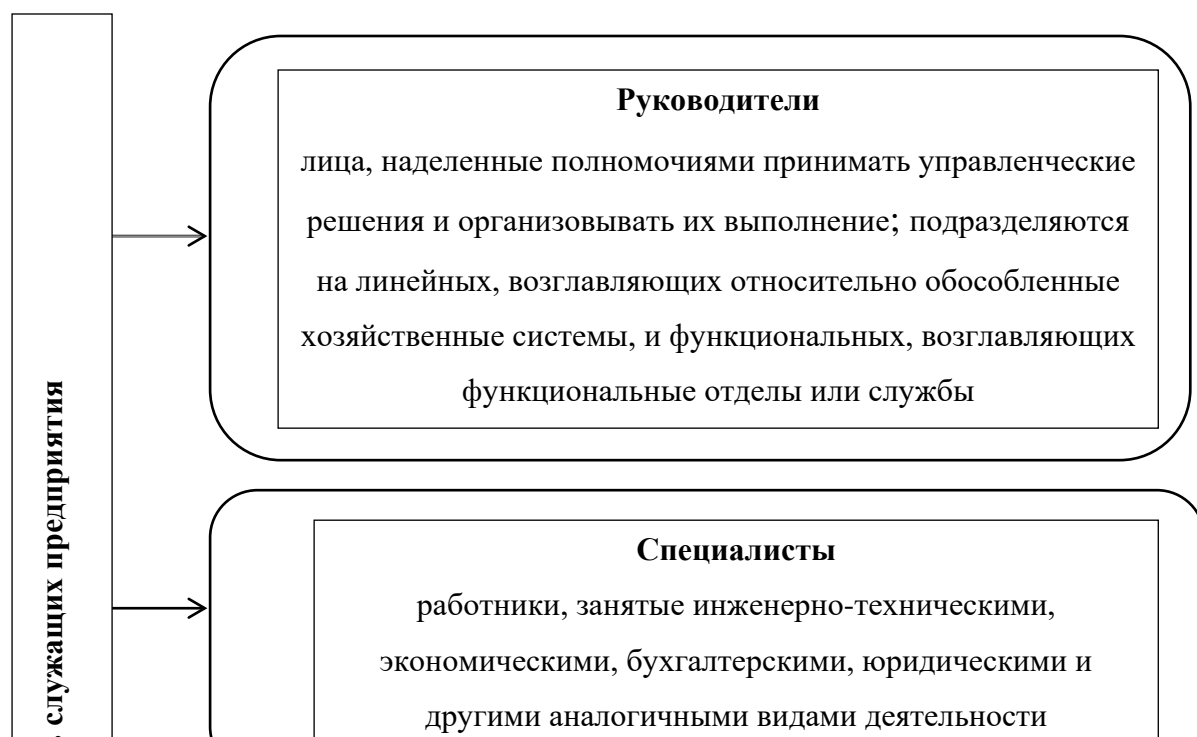 служащих предприятия
Руководители
лица, наделенные полномочиями принимать управленческие
решения и организовывать их выполнение; подразделяются
на линейных, возглавляющих относительно обособленные
хозяйственные системы, и функциональных, возглавляющих
функциональные отделы или службы
Специалисты
работники, занятые инженерно-техническими,
экономическими, бухгалтерскими, юридическими и
другими аналогичными видами деятельности